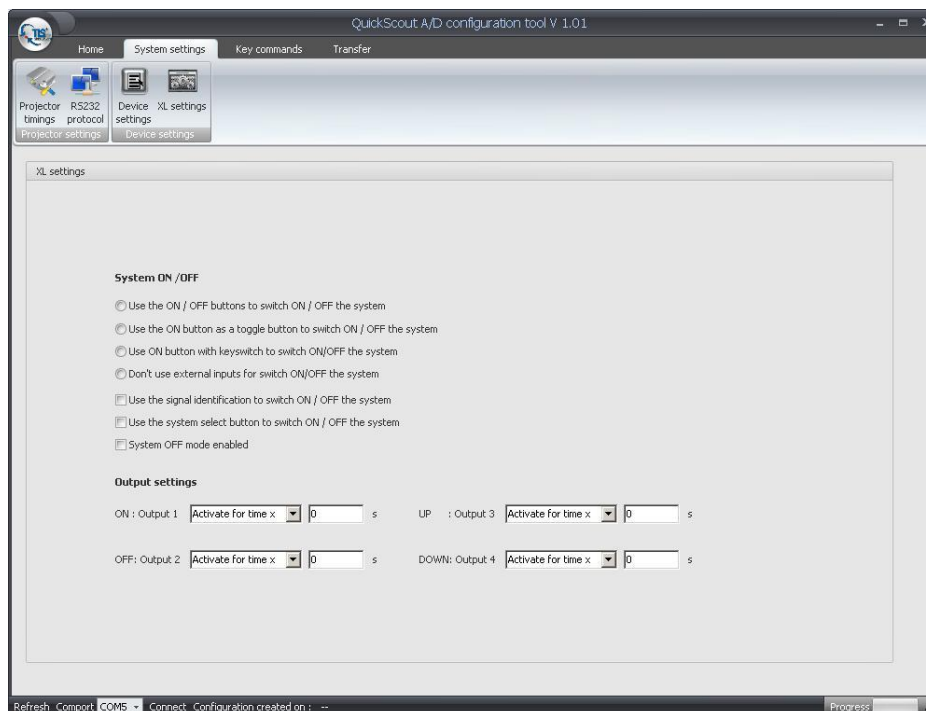 QuickScout A/D configuration tool V 1.01
Home System settings Key commands Transfer
Projector timings RS232 protocol Device settings XL settings
Projector settings Device settings
XL settings
System ON /OFF
Use the ON / OFF buttons to switch ON / OFF the system
Use the ON button as a toggle button to switch ON / OFF the system
Use ON button with keyswitch to switch ON/OFF the system
Don't use external inputs for switch ON/OFF the system
Use the signal identification to switch ON / OFF the system
Use the system select button to switch ON / OFF the system
System OFF mode enabled
Output settings
ON : Output 1 Activate for time x 0 s UP : Output 3 Activate for time x 0 s
OFF: Output 2 Activate for time x 0 s DOWN: Output 4 Activate for time x 0 s
Refresh Comport COM5 Connect Configuration created on : -- Progress